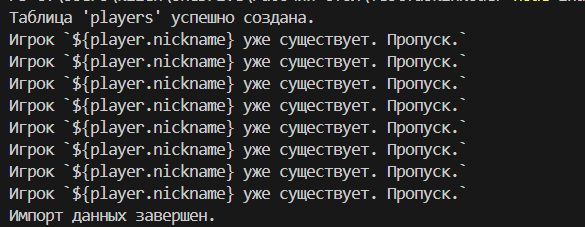 Таблица 'players' успешно создана.
Игрок `${player.nickname} уже существует. Пропуск.`
Игрок `${player.nickname} уже существует. Пропуск.`
Игрок `${player.nickname} уже существует. Пропуск.`
Игрок `${player.nickname} уже существует. Пропуск.`
Игрок `${player.nickname} уже существует. Пропуск.`
Игрок `${player.nickname} уже существует. Пропуск.`
Игрок `${player.nickname} уже существует. Пропуск.`
Игрок `${player.nickname} уже существует. Пропуск.`
Импорт данных завершен.